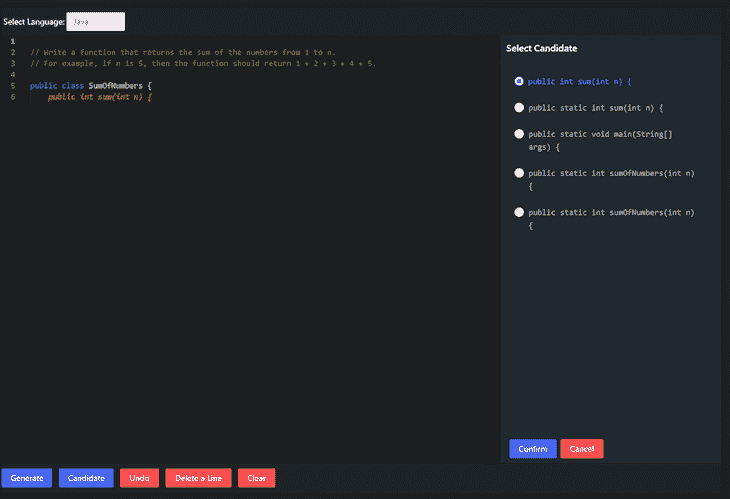 Select Language: Java
1
2 // Write a function that returns the sum of the numbers from 1 to n.
3 // For example, if n is 5, then the function should return 1 + 2 + 3 + 4 + 5.
4
5 public class SumOfNumbers {
6 public int sum(int n) {
Select Candidate
public int sum(int n) {
public static int sum(int n) {
public static void main(String[]
args) {
public static int sumOfNumbers(int n)
{
public static int sumOfNumbers(int n)
{
Confirm Cancel
Generate Candidate Undo Delete a Line Clear